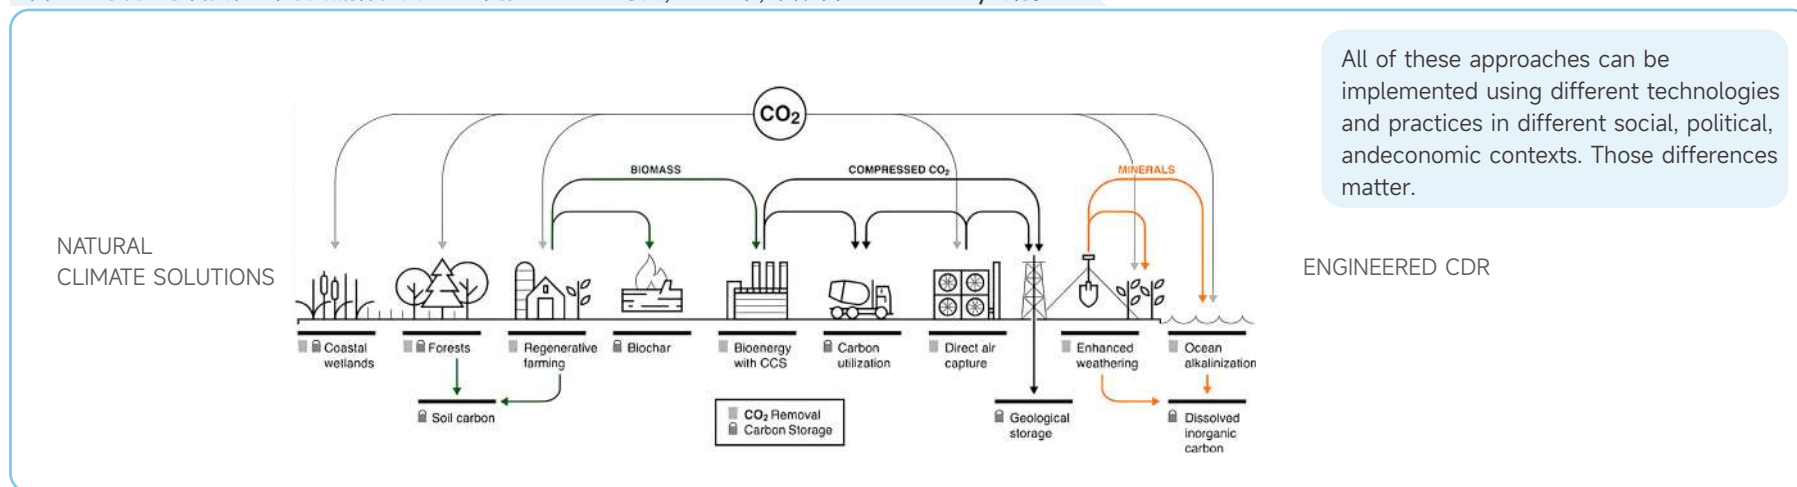 CO₂
All of these approaches can be
implemented using different technologies
and practices in different social, political,
andeconomic contexts. Those differences
matter.
BIOMASS
COMPRESSED CO₂
MINERALS
NATURAL
CLIMATE SOLUTIONS
ENGINEERED CDR
Coastal
wetlands
Forests
Regenerative
farming
Biochar
Bioenergy
with CCS
Carbon
utilization
Direct air
capture
Enhanced
weathering
Ocean
alkalinization
Soil carbon
CO₂ Removal
Carbon Storage
Geological
storage
Dissolved
inorganic
carbon